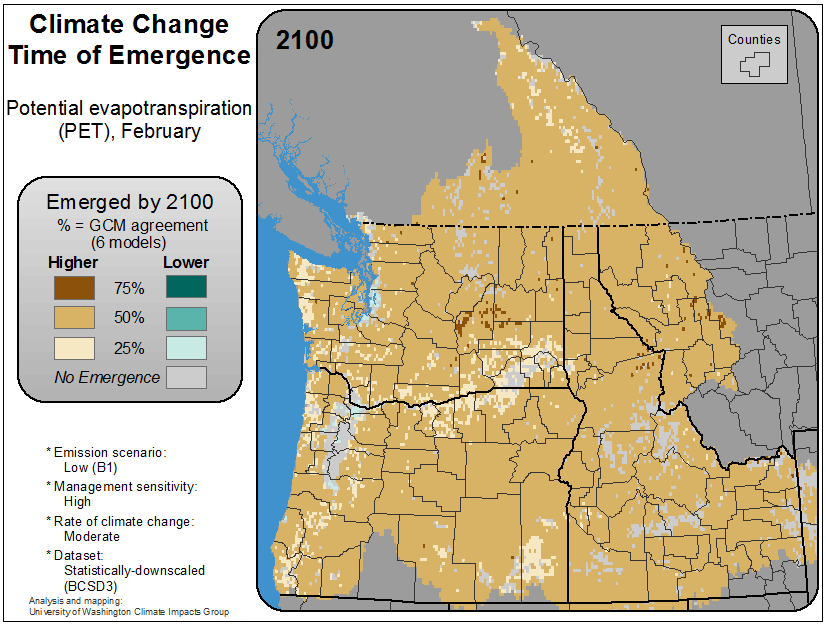 Climate Change
Time of Emergence
Potential evapotranspiration
(PET), February
Emerged by 2100
% = GCM agreement
(6 models)
Higher Lower
75%
50%
25%
No Emergence
* Emission scenario:
Low (B1)
* Management sensitivity:
High
* Rate of climate change:
Moderate
* Dataset:
Statistically-downscaled
(BCSD3)
Analysis and mapping:
University of Washington Climate Impacts Group
2100
Counties